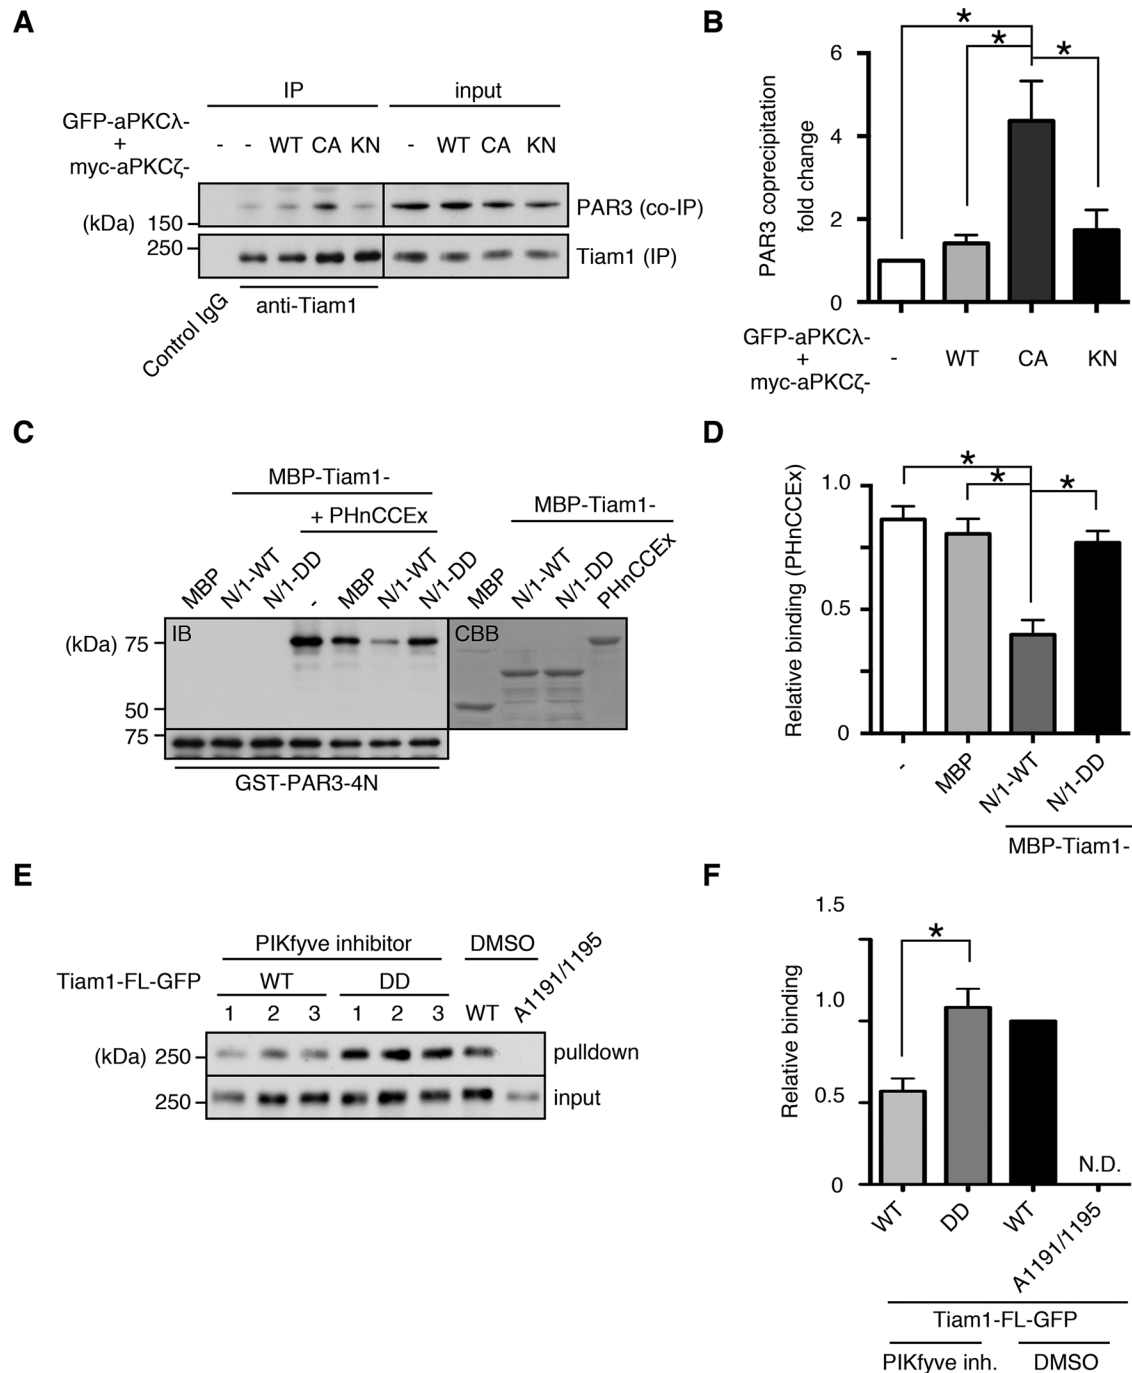 A
IP
input
GFP-aPKCλ-
+
myc-aPKCζ-
- - WT CA KN - WT CA KN
(kDa)
150
250
PAR3 (co-IP)
Tiam1 (IP)
Control IgG
anti-Tiam1
B
PAR3 coprecipitation
fold change
6
4
2
0
* * *
GFP-aPKCλ-
+
myc-aPKCζ-
- WT CA KN
C
MBP-Tiam1-
+ PHnCCEx
MBP-Tiam1-
MBP N/1-WT N/1-DD - MBP N/1-WT N/1-DD MBP N/1-WT N/1-DD PHnCCEx
(kDa)
75
50
75
IB
CBB
GST-PAR3-4N
D
Relative binding (PHnCCEx)
1.0
0.5
0
* * *
- MBP N/1-WT N/1-DD
MBP-Tiam1-
E
PIKfyve inhibitor
DMSO
A1191/1195
Tiam1-FL-GFP
WT DD
1 2 3 1 2 3 WT
(kDa)
250
250
pulldown
input
F
Relative binding
1.5
1.0
0.5
0
*
N.D.
WT DD WT A1191/1195
Tiam1-FL-GFP
PIKfyve inh. DMSO